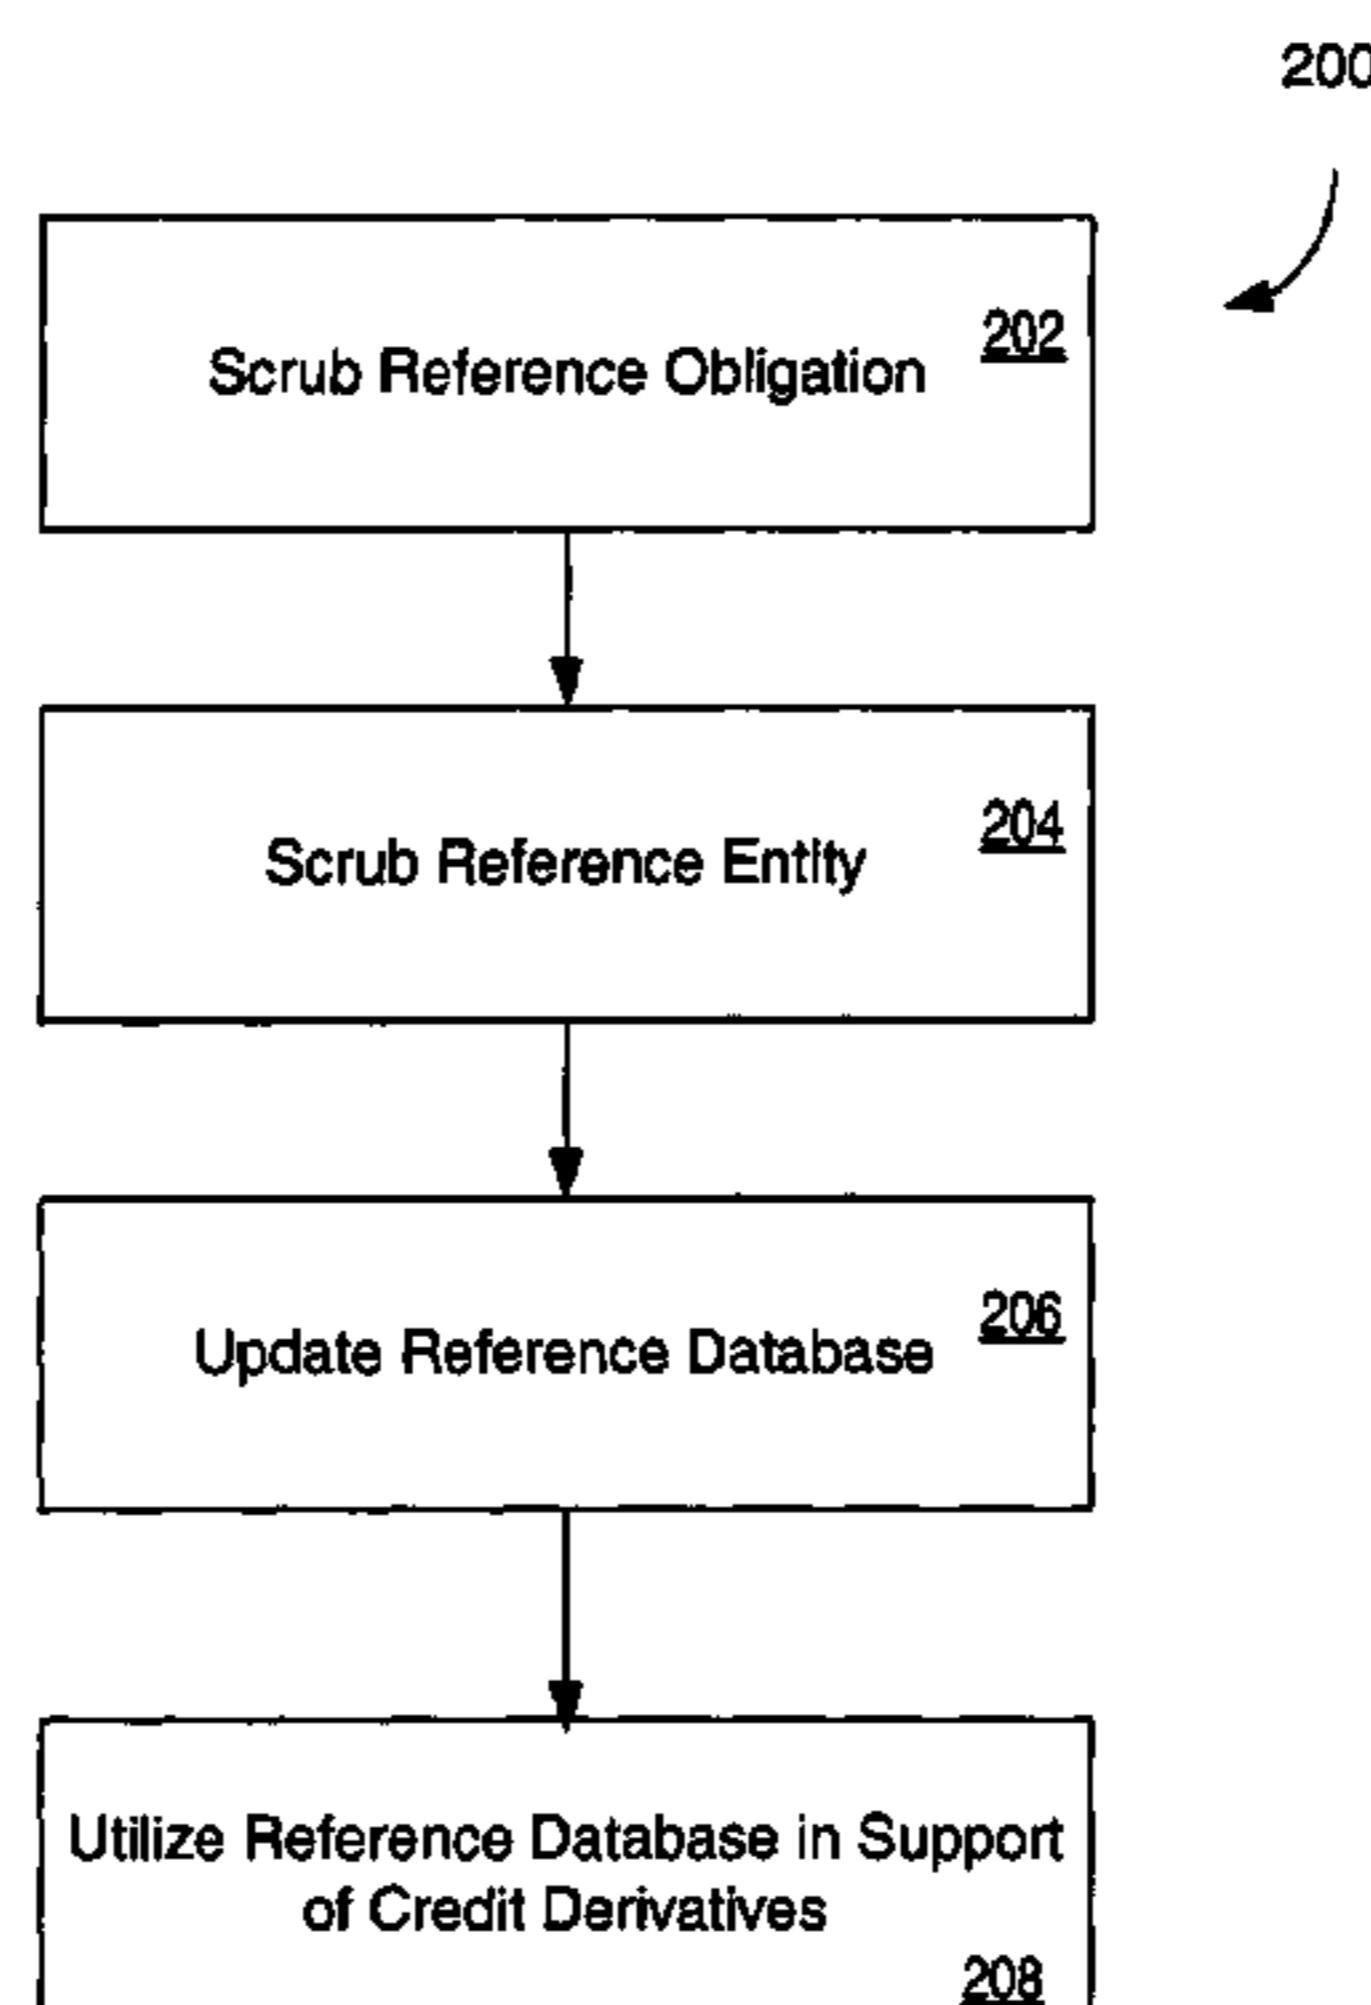 200
202
Scrub Reference Obligation
204
Scrub Reference Entity
206
Update Reference Database
Utilize Reference Database in Support
of Credit Derivatives
208